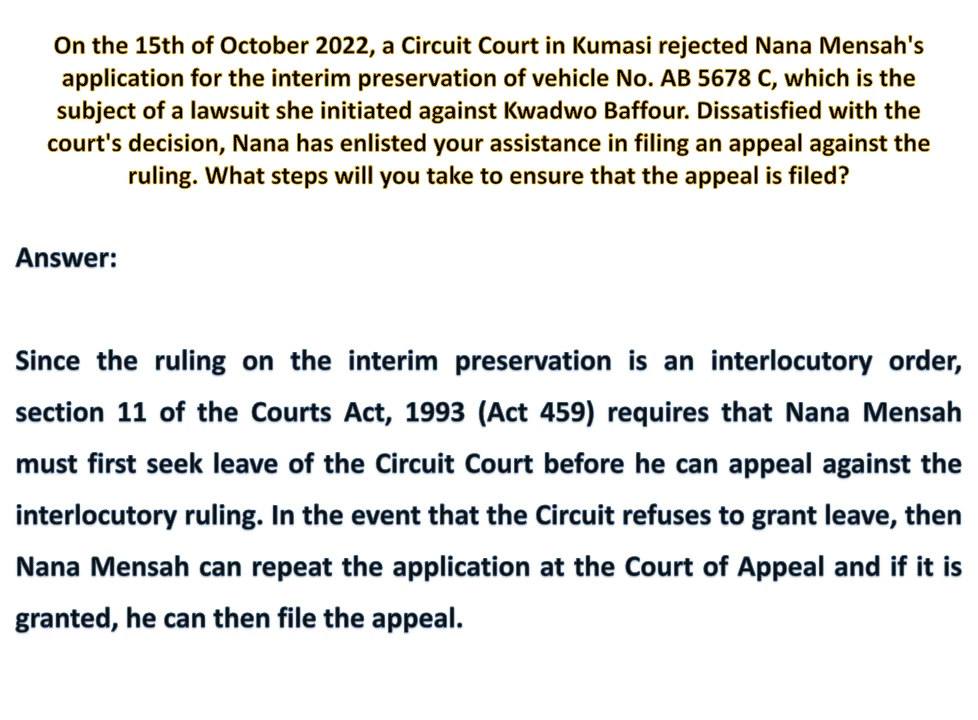 On the 15th of October 2022, a Circuit Court in Kumasi rejected Nana Mensah's
application for the interim preservation of vehicle No. AB 5678 C, which is the
subject of a lawsuit she initiated against Kwadwo Baffour. Dissatisfied with the
court's decision, Nana has enlisted your assistance in filing an appeal against the
ruling. What steps will you take to ensure that the appeal is filed?
Answer:
Since the ruling on the interim preservation is an interlocutory order,
section 11 of the Courts Act, 1993 (Act 459) requires that Nana Mensah
must first seek leave of the Circuit Court before he can appeal against the
interlocutory ruling. In the event that the Circuit refuses to grant leave, then
Nana Mensah can repeat the application at the Court of Appeal and if it is
granted, he can then file the appeal.